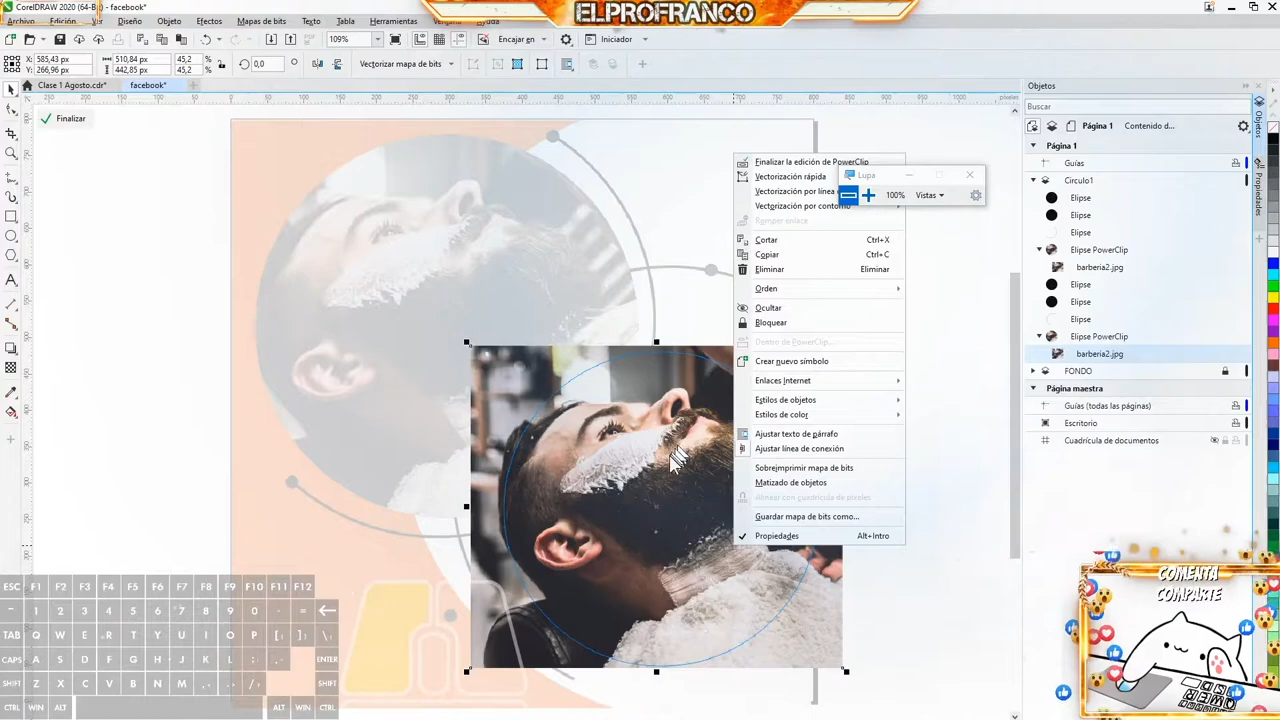 CorelDRAW 2020 (64-Bi
facebook*
ELPROFRANCO
Objeto
Efectos
Mapas de bits
Texto
Tabla
Herramientas
109%
Encajar en
Iniciador
X: 585,43 px
Y: 266,96 px
510,84 px
442,85 px
45,2 %
45,2 %
0,0 °
Vectorizar mapa de bits
Clase 1 Agosto.cdr*
facebook*
Finalizar
píxeles
Finalizar la edición de PowerClip
Vectorización rápida
Vectorización por línea
Vectorización por contorno
Romper enlace
Cortar Ctrl+X
Copiar Ctrl+C
Eliminar Eliminar
Orden
Ocultar
Bloquear
Dentro de PowerClip...
Crear nuevo símbolo
Enlaces Internet
Estilos de objetos
Estilos de color
Ajustar texto de párrafo
Ajustar línea de conexión
Sobreimprimir mapa de bits
Matizado de objetos
Alinear con cuadrícula de píxeles
Guardar mapa de bits como...
Propiedades Alt+Intro
Lupa
100% Vistas
Objetos
Buscar
Página 1 Contenido d...
Página 1
Guías
Circulo1
Elipse
Elipse
Elipse
Elipse PowerClip
barberia2.jpg
Elipse
Elipse
Elipse
Elipse PowerClip
barberia2.jpg
FONDO
Página maestra
Guías (todas las páginas)
Escritorio
Cuadrícula de documentos
Objetos
Propiedades
ESC F1 F2 F3 F4 F5 F6 F7 F8 F9 F10 F11 F12
1 2 3 4 5 6 7 8 9 0 - =
TAB Q W E R T Y U I O P [ ] \
CAPS A S D F G H J K L ; ENTER
SHIFT Z X C V B N M , . / SHIFT
CTRL WIN ALT ALT WIN CTRL
COMENTA
COMPARTE